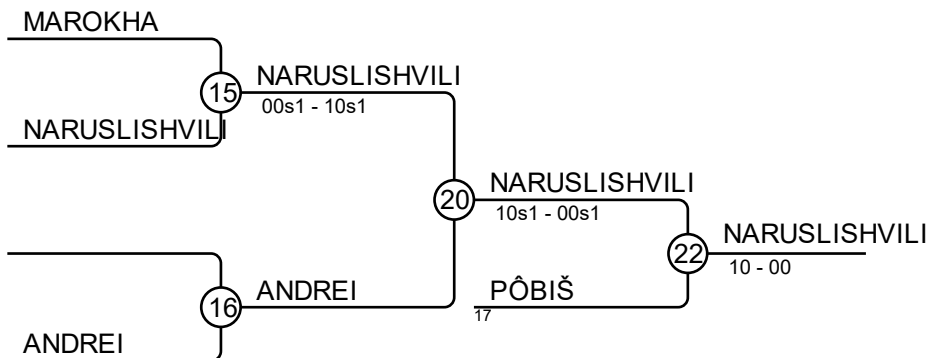 MAROKHA
NARUSLISHVILI
15
00s1 - 10s1
NARUSLISHVILI
NARUSLISHVILI
20
10s1 - 00s1
NARUSLISHVILI
22
10 - 00
PÔBIŠ
17
16
ANDREI
ANDREI